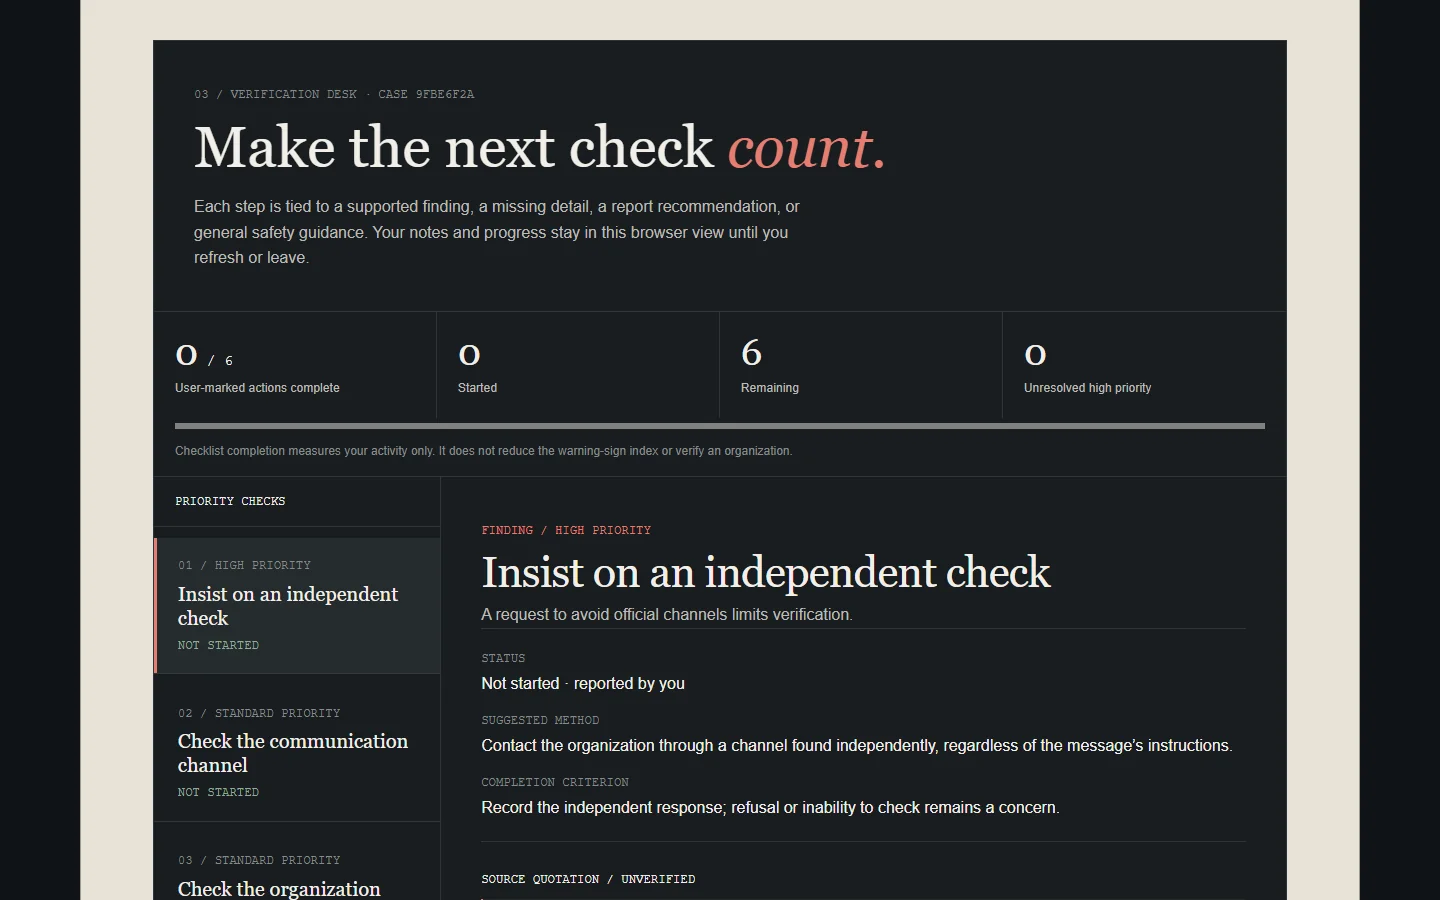 03 / VERIFICATION DESK · CASE 9FBE6F2A
Make the next check count.
Each step is tied to a supported finding, a missing detail, a report recommendation, or
general safety guidance. Your notes and progress stay in this browser view until you
refresh or leave.
0 / 6
User-marked actions complete
0
Started
6
Remaining
0
Unresolved high priority
Checklist completion measures your activity only. It does not reduce the warning-sign index or verify an organization.
PRIORITY CHECKS
01 / HIGH PRIORITY
Insist on an independent
check
NOT STARTED
02 / STANDARD PRIORITY
Check the communication
channel
NOT STARTED
03 / STANDARD PRIORITY
Check the organization
FINDING / HIGH PRIORITY
Insist on an independent check
A request to avoid official channels limits verification.
STATUS
Not started · reported by you
SUGGESTED METHOD
Contact the organization through a channel found independently, regardless of the message's instructions.
COMPLETION CRITERION
Record the independent response; refusal or inability to check remains a concern.
SOURCE QUOTATION / UNVERIFIED